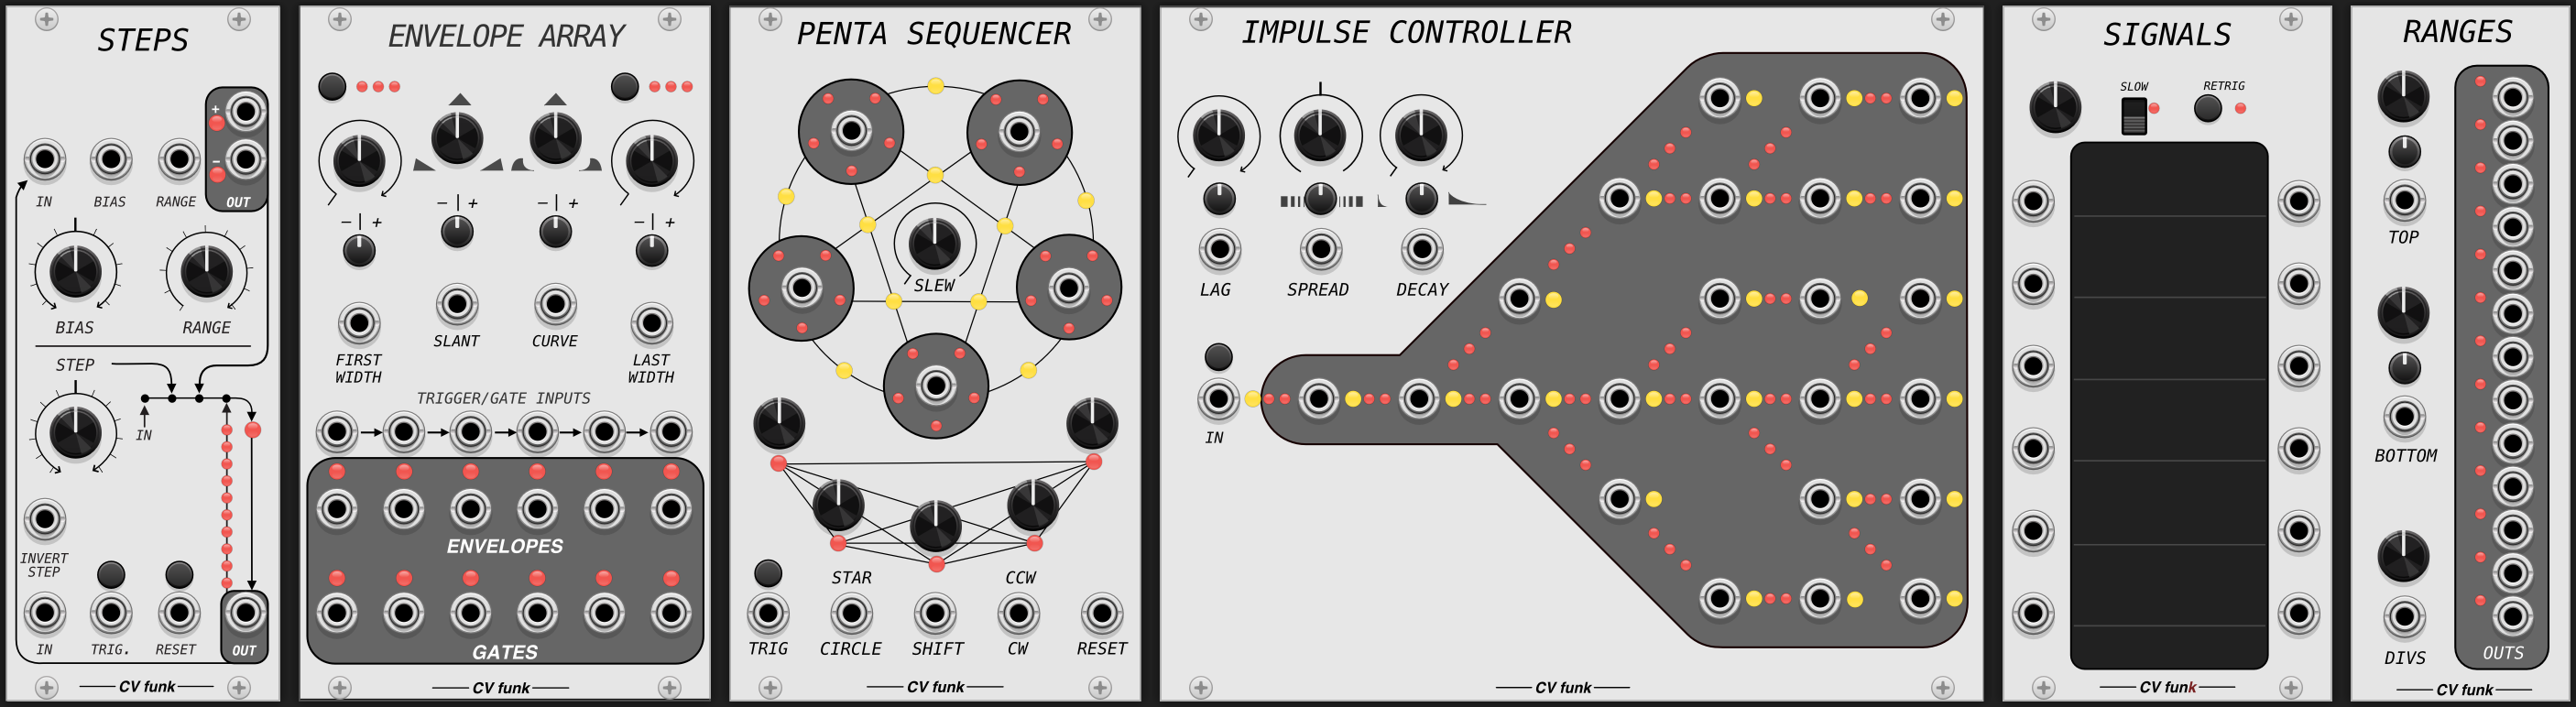 STEPS
+
−
IN BIAS RANGE OUT
BIAS RANGE
STEP
IN
INVERT
STEP
IN TRIG. RESET OUT
CV funk
ENVELOPE ARRAY
− | + − | +
− | + − | +
SLANT CURVE
FIRST
WIDTH
LAST
WIDTH
TRIGGER/GATE INPUTS
ENVELOPES
GATES
CV funk
PENTA SEQUENCER
SLEW
STAR CCW
TRIG CIRCLE SHIFT CW RESET
CV funk
IMPULSE CONTROLLER
LAG SPREAD DECAY
IN
CV funk
SIGNALS
SLOW RETRIG
CV funk
RANGES
TOP
BOTTOM
DIVS
OUTS
CV funk